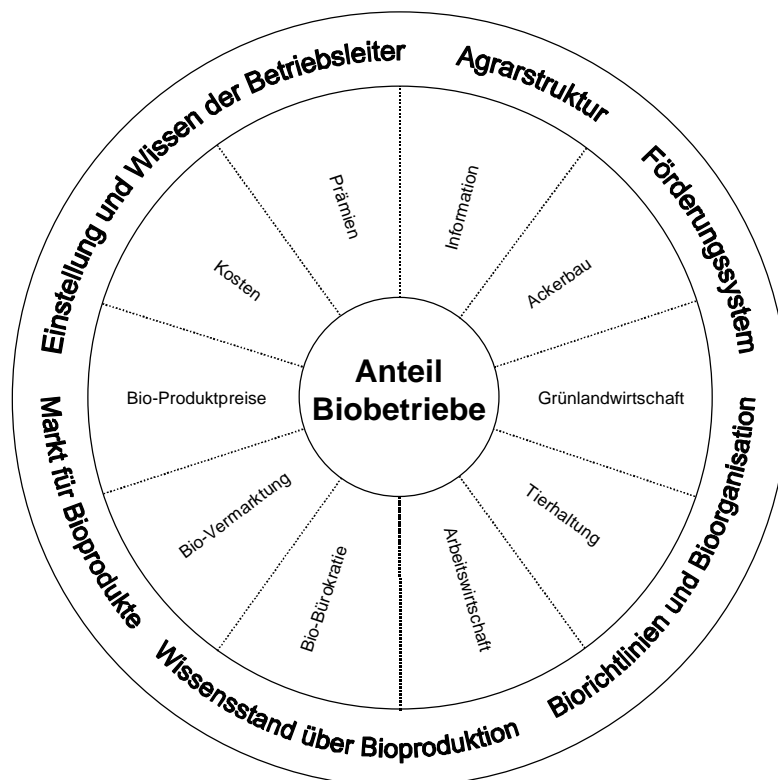 Einstellung und Wissen der Betriebsleiter
Agrarstruktur
Förderungssystem
Biorichtlinien und Bioorganisation
Wissensstand über Bioproduktion
Markt für Bioprodukte
Prämien
Information
Ackerbau
Grünlandwirtschaft
Tierhaltung
Arbeitswirtschaft
Bio-Bürokratie
Bio-Vermarktung
Bio-Produktpreise
Kosten
Anteil
Biobetriebe